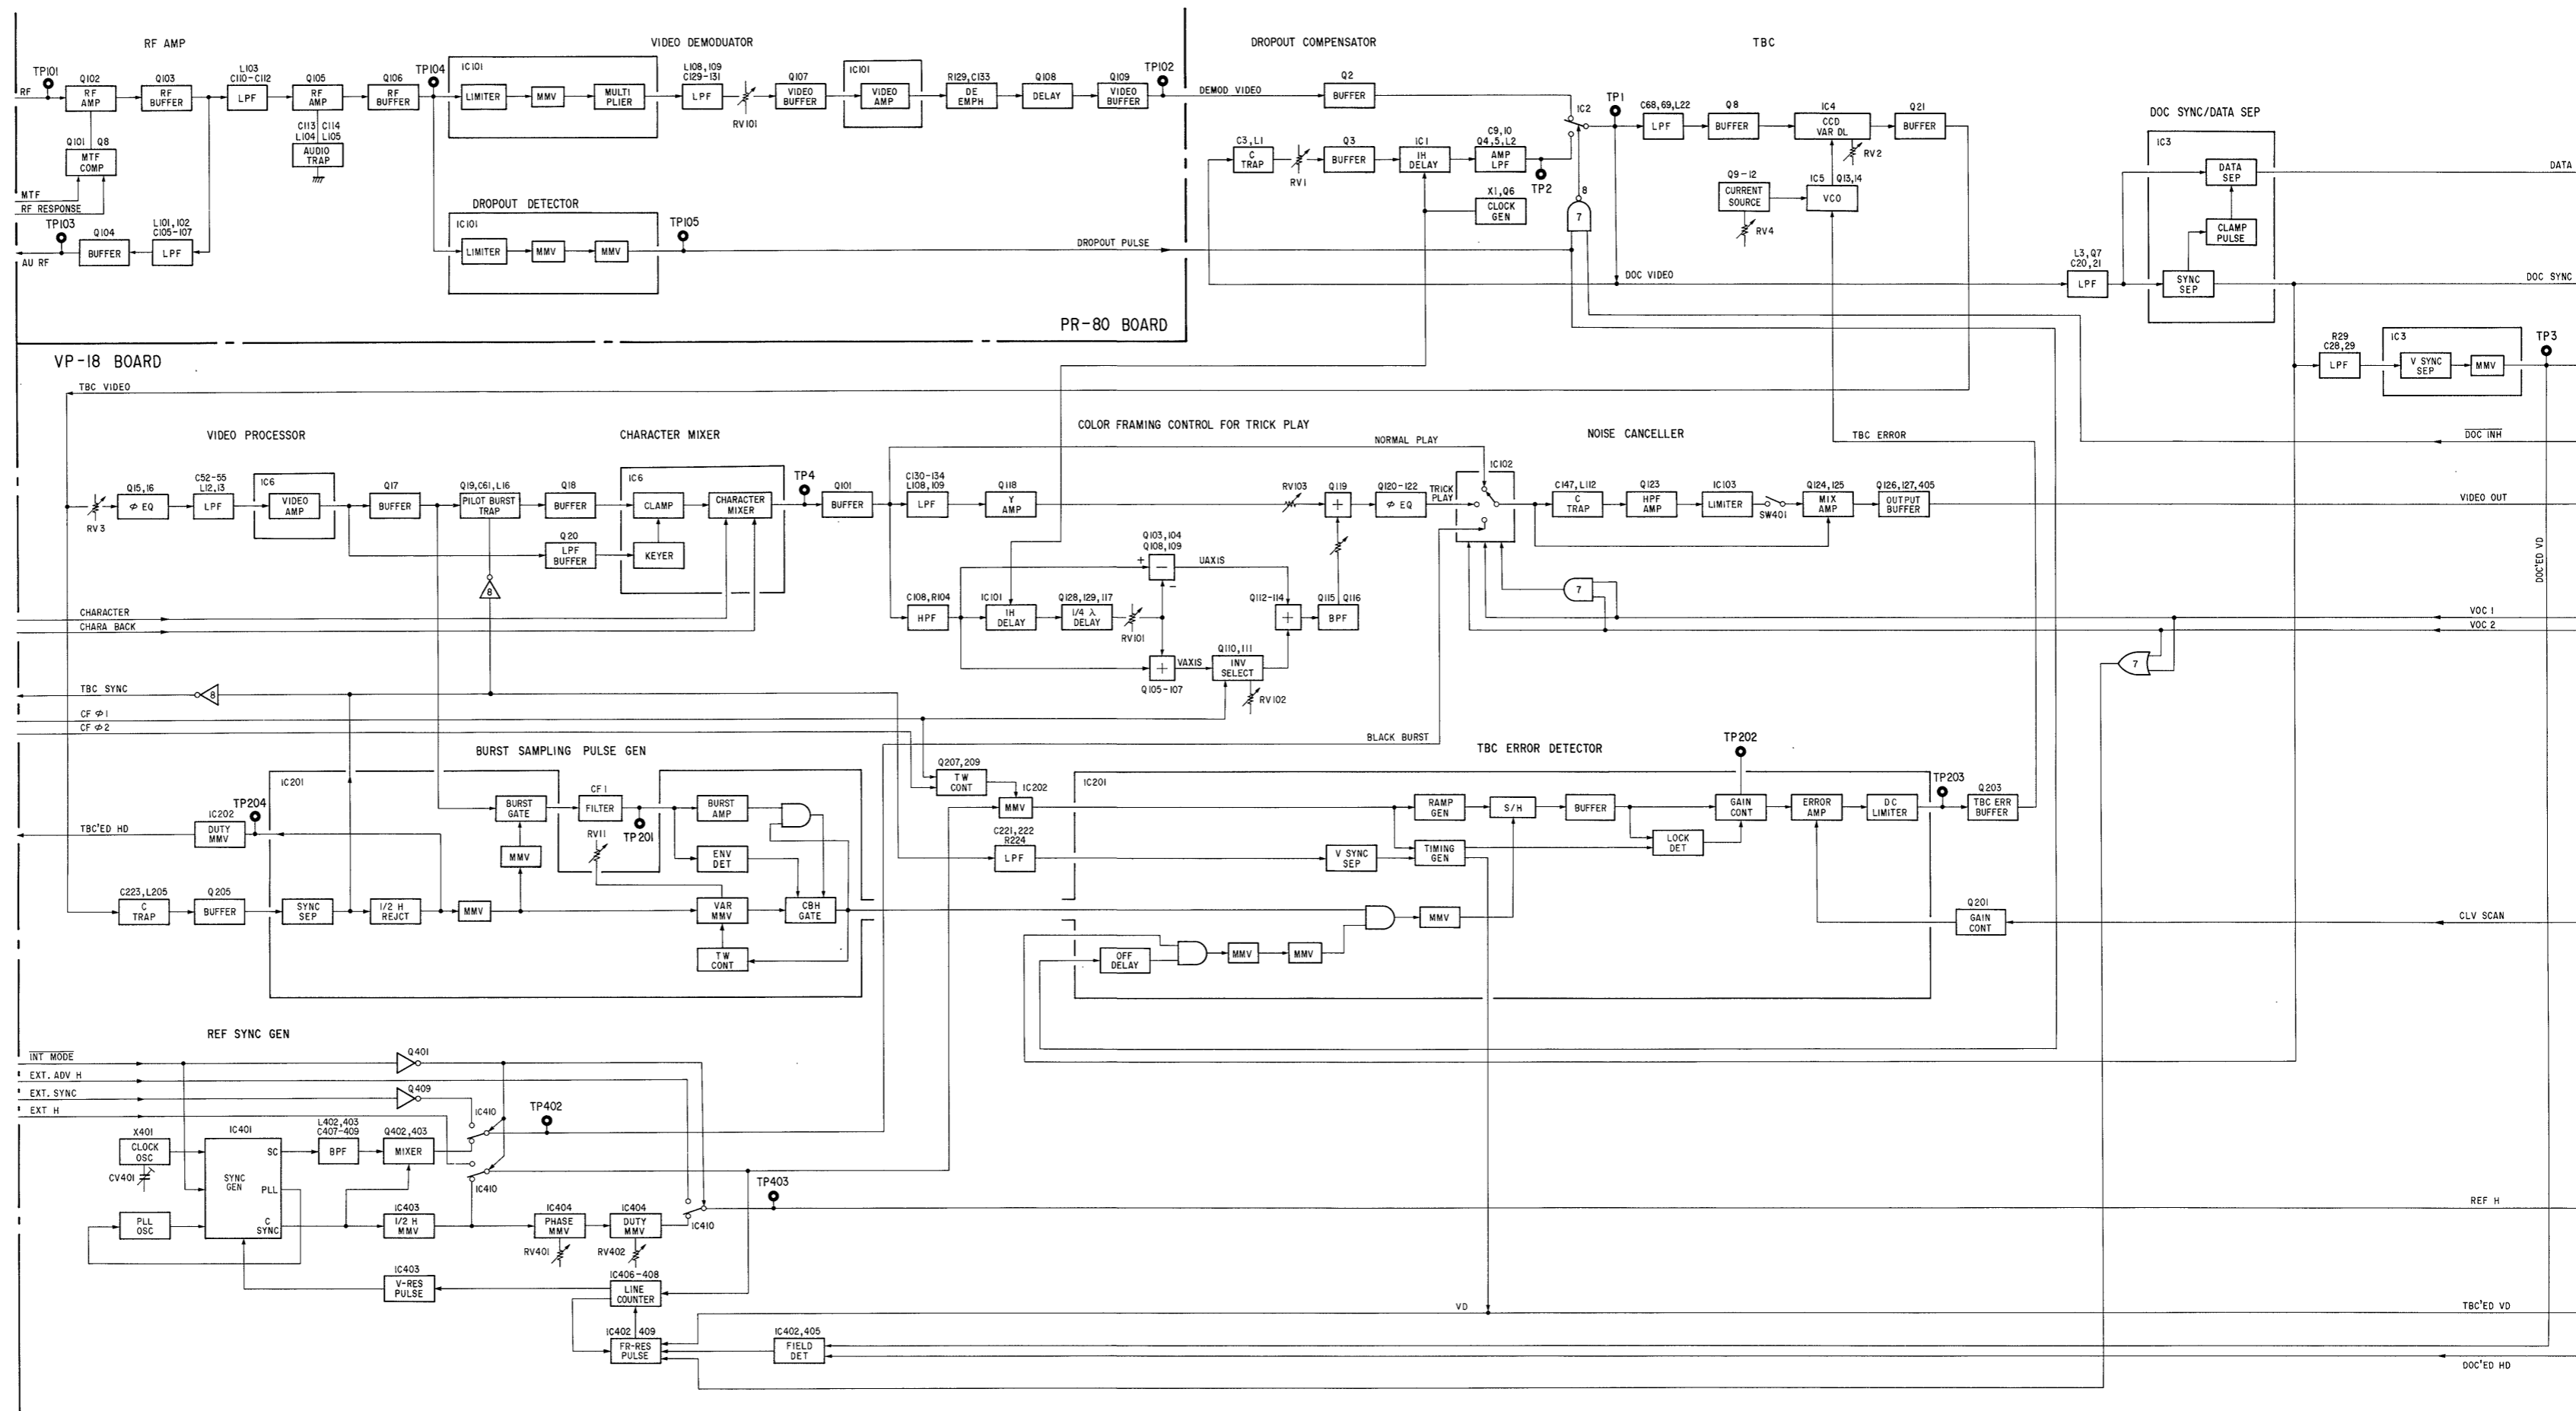 RF AMP
VIDEO DEMODUATOR
DROPOUT COMPENSATOR
TBC
DOC SYNC/DATA SEP
TP101
Q102
Q103
L103
C110-C112
Q105
Q106
TP104
IC101
L108,109
C129-131
Q107
IC101
R129,C133
Q108
Q109
TP102
RF
RF AMP
RF BUFFER
LPF
RF AMP
RF BUFFER
LIMITER
MMV
MULTI PLIER
LPF
RV101
VIDEO BUFFER
VIDEO AMP
DE EMPH
DELAY
VIDEO BUFFER
DEMOD VIDEO
Q2
BUFFER
IC2
TP1
C68,69,L22
LPF
Q8
BUFFER
IC4
CCD VAR DL
RV2
Q21
BUFFER
Q101 Q8
MTF COMP
C113 C114
L104 L105
AUDIO TRAP
MTF
RF RESPONSE
TP103
AU RF
Q104
BUFFER
L101,102
C105-107
LPF
DROPOUT DETECTOR
IC101
LIMITER
MMV
MMV
TP105
DROPOUT PULSE
C3,L1
C TRAP
RV1
Q3
BUFFER
IC1
1H DELAY
C9,10
Q4,5,L2
AMP LPF
TP2
X1,Q6
CLOCK GEN
8
7
Q9-12
CURRENT SOURCE
RV4
IC5 Q13,14
VCO
IC3
DATA SEP
CLAMP PULSE
SYNC SEP
DATA
L3,Q7
C20,21
LPF
DOC VIDEO
DOC SYNC
PR-80 BOARD
VP-18 BOARD
R29
C28,29
LPF
IC3
V SYNC SEP
MMV
TP3
TBC VIDEO
VIDEO PROCESSOR
CHARACTER MIXER
COLOR FRAMING CONTROL FOR TRICK PLAY
NOISE CANCELLER
NORMAL PLAY
TBC ERROR
DOC INH
RV3
Q15,16
φ EQ
C52-55
L12,13
LPF
IC6
VIDEO AMP
Q17
BUFFER
Q19,C61,L16
PILOT BURST TRAP
Q18
BUFFER
IC6
CLAMP
CHARACTER MIXER
TP4
Q101
BUFFER
C130-134
L108,109
LPF
Q118
Y AMP
RV103
Q119
+
Q120-122
φ EQ
TRICK PLAY
IC102
C147,L112
C TRAP
Q123
HPF AMP
IC103
LIMITER
SW401
Q124,125
MIX AMP
Q126,127,405
OUTPUT BUFFER
VIDEO OUT
Q20
LPF BUFFER
KEYER
8
CHARACTER
CHARA BACK
Q103,104
Q108,109
+
-
-
UAXIS
C108,R104
HPF
IC101
1H DELAY
Q128,129,117
1/4 λ DELAY
RV101
Q112-114
+
Q115 Q116
BPF
+
VAXIS
Q105-107
Q110,111
INV SELECT
RV102
7
VOC 1
VOC 2
7
DOC'ED VD
TBC SYNC
8
CF φ1
CF φ2
BLACK BURST
BURST SAMPLING PULSE GEN
TBC ERROR DETECTOR
IC201
BURST GATE
CF1
FILTER
TP201
RV11
BURST AMP
ENV DET
MMV
TBC'ED HD
IC202
DUTY MMV
TP204
C223,L205
C TRAP
Q205
BUFFER
SYNC SEP
1/2 H REJCT
MMV
VAR MMV
CBH GATE
TW CONT
Q207,209
TW CONT
IC202
MMV
C221,222
R224
LPF
IC201
V SYNC SEP
RAMP GEN
TIMING GEN
S/H
BUFFER
LOCK DET
TP202
GAIN CONT
ERROR AMP
DC LIMITER
TP203
Q203
TBC ERR BUFFER
MMV
OFF DELAY
MMV
MMV
Q201
GAIN CONT
CLV SCAN
REF SYNC GEN
INT MODE
EXT. ADV H
EXT. SYNC
EXT H
Q401
Q409
IC410
TP402
X401
CLOCK OSC
CV401
IC401
SYNC GEN
SC
PLL
C SYNC
L402,403
C407-409
BPF
Q402,403
MIXER
IC410
PLL OSC
IC403
1/2 H MMV
IC404
PHASE MMV
RV401
IC404
DUTY MMV
RV402
IC410
TP403
REF H
IC403
V-RES PULSE
IC406-408
LINE COUNTER
VD
TBC'ED VD
IC402 409
FR-RES PULSE
IC402,405
FIELD DET
DOC'ED HD